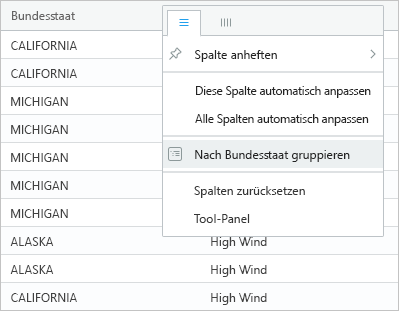 Bundesstaat
CALIFORNIA
Spalte anheften
CALIFORNIA
Diese Spalte automatisch anpassen
MICHIGAN
Alle Spalten automatisch anpassen
MICHIGAN
MICHIGAN
Nach Bundesstaat gruppieren
MICHIGAN
Spalten zurücksetzen
MICHIGAN
Tool-Panel
ALASKA High Wind
ALASKA High Wind
CALIFORNIA High Wind